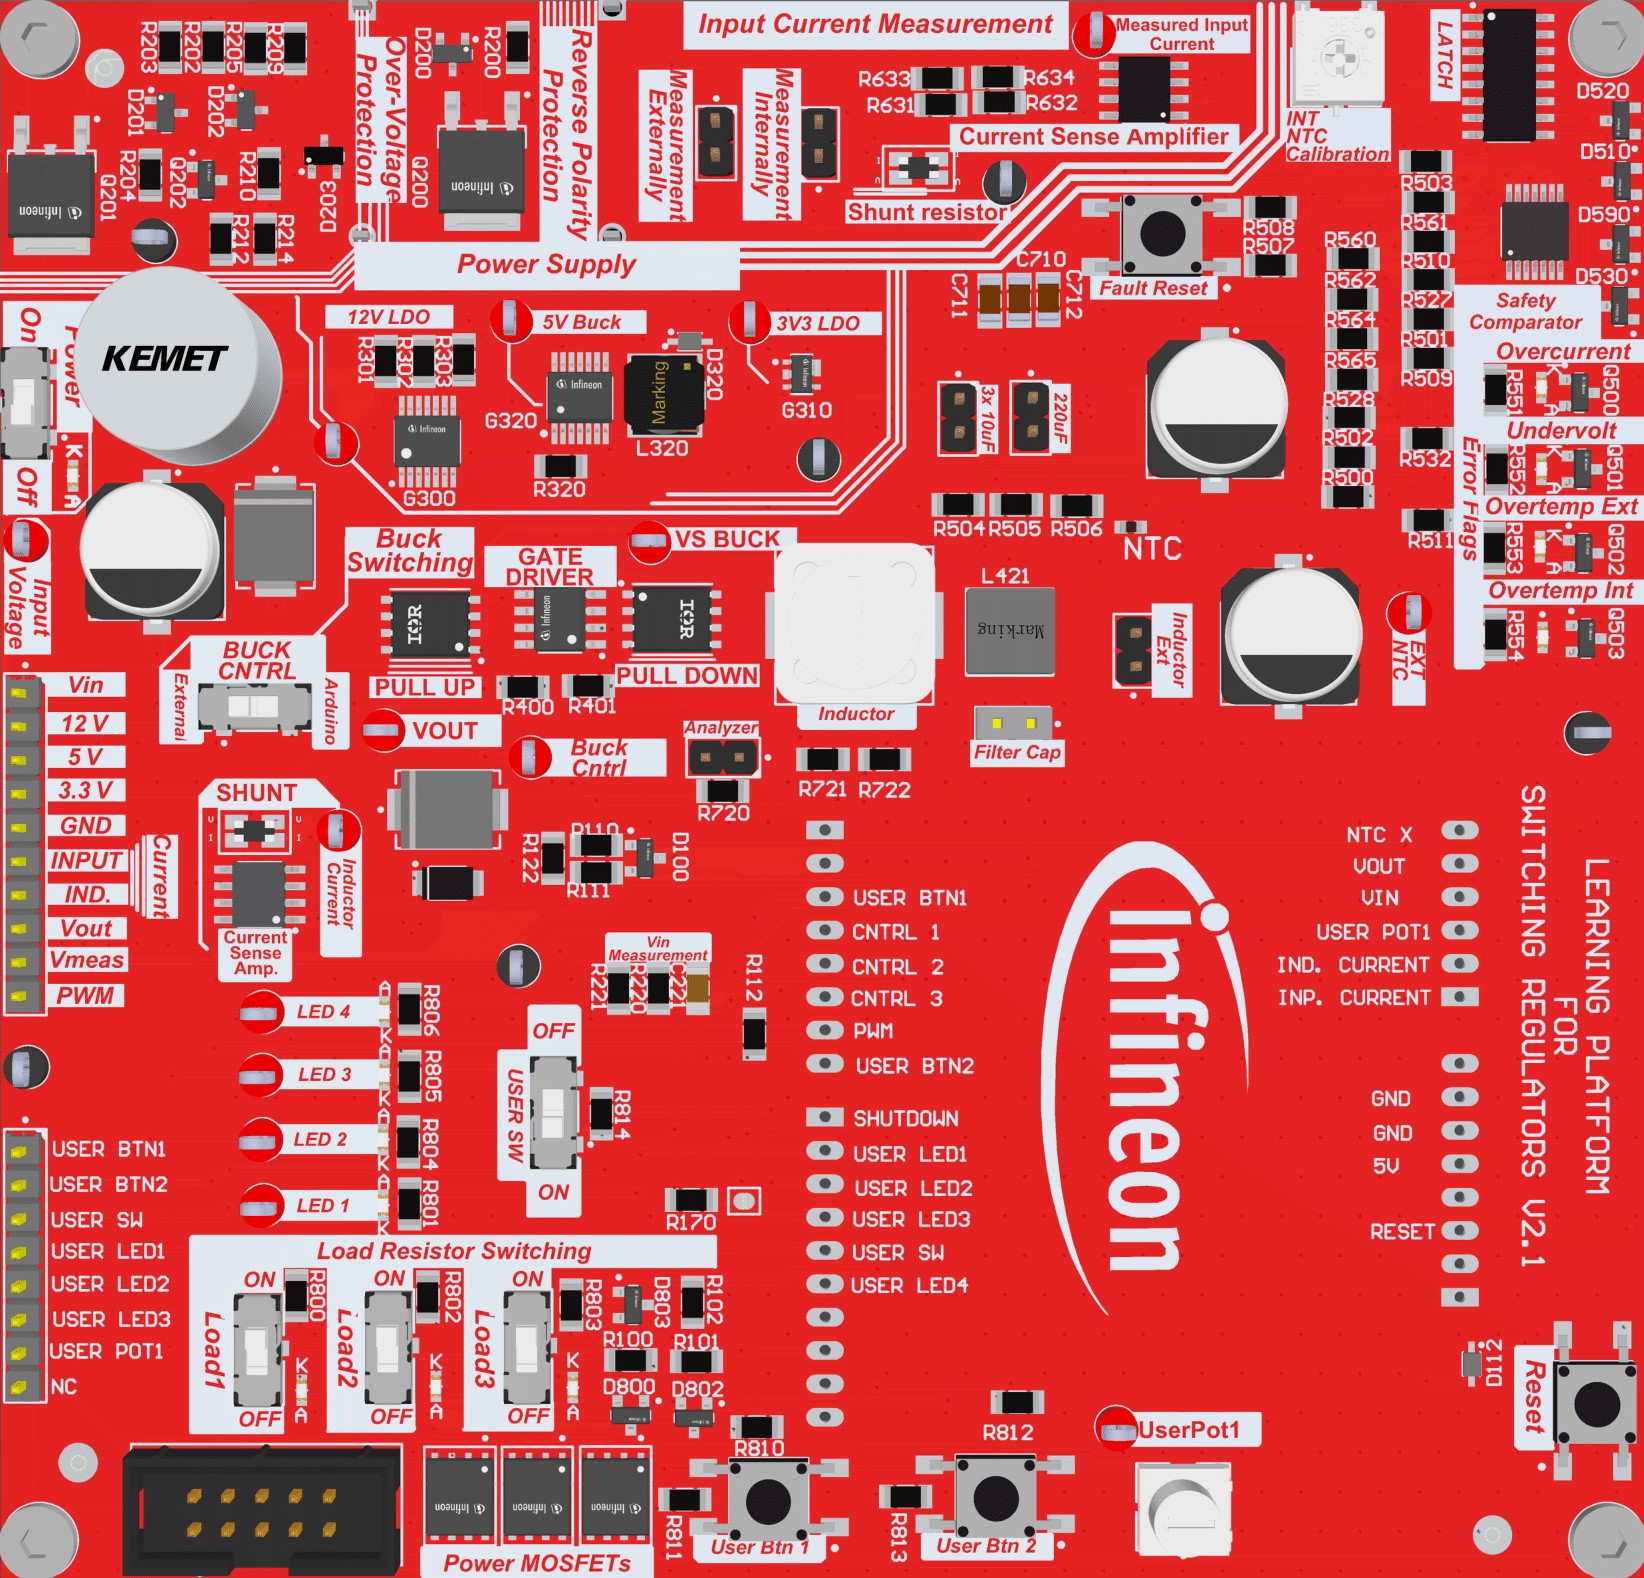 Input Current Measurement
Measured Input
Current
LATCH
R203
R202
R205
R209
Over-Voltage
Protection
D200
R200
Reverse Polarity
Protection
Measurement
Externally
Measurement
Internally
R633
R634
R631
R632
Current Sense Amplifier
INT
NTC
Calibration
D520
D201
D202
R204
Q202
R210
D203
Q201
Infineon
Q200
Infineon
Shunt resistor
R212
R214
D510
R503
R561
D590
R508
R507
R560
R510
Power Supply
C710
C711
C712
Fault Reset
R562
R527
D530
On
Power
Off
KEMET
12V LDO
5V Buck
3V3 LDO
R564
R501
Safety
Comparator
R301
R302
R303
D320
R565
R509
Overcurrent
Infineon
Marking
G310
G320
L320
R528
R551
K
A
Q500
Undervolt
Infineon
G300
R320
3x 10uF
220uF
R502
R532
Error Flags
R552
K
A
Q501
K
A
R500
Overtemp Ext
R504
R505
R506
R511
NTC
R553
K
A
Q502
Overtemp Int
Input
Voltage
Buck
Switching
GATE
DRIVER
VS BUCK
L421
Marking
IOR
Infineon
IOR
PULL UP
PULL DOWN
R400
R401
Inductor
Inductor
Ext
EXT
NTC
R554
Q503
BUCK
CNTRL
External
Arduino
VOUT
Buck
Cntrl
Analyzer
Filter Cap
R720
R721
R722
Vin
12 V
5 V
3.3 V
GND
INPUT
IND.
Current
Vout
Vmeas
PWM
SHUNT
Inductor
Current
Current
Sense
Amp.
R122
R110
R111
D100
Vin
Measurement
R221
R220
C221
R112
LED 4
R806
LED 3
R805
LED 2
R804
LED 1
R801
OFF
USER SW
ON
R814
R170
USER BTN1
CNTRL 1
CNTRL 2
CNTRL 3
PWM
USER BTN2
SHUTDOWN
USER LED1
USER LED2
USER LED3
USER SW
USER LED4
Infineon
NTC X
VOUT
VIN
USER POT1
IND. CURRENT
INP. CURRENT
GND
GND
5V
RESET
LEARNING PLATFORM
FOR
SWITCHING REGULATORS V2.1
USER BTN1
USER BTN2
USER SW
USER LED1
USER LED2
USER LED3
USER POT1
NC
Load Resistor Switching
ON
Load1
OFF
R800
K
A
ON
Load2
OFF
R802
K
A
ON
Load3
OFF
R803
K
A
D803
R102
R100
R101
D800
D802
R810
R811
User Btn 1
R812
R813
User Btn 2
UserPot1
D112
Reset
Infineon
Infineon
Infineon
Power MOSFETs